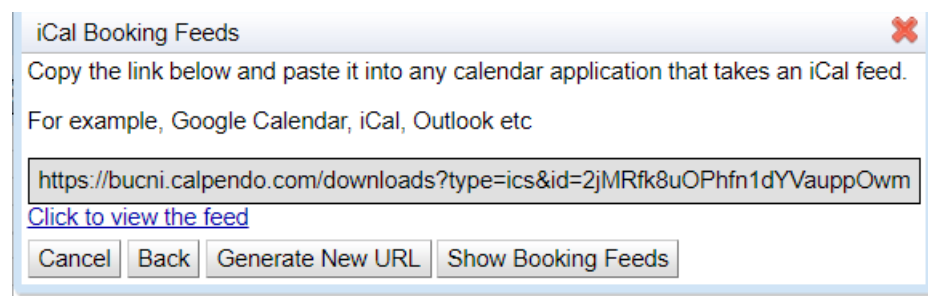 iCal Booking Feeds
Copy the link below and paste it into any calendar application that takes an iCal feed.
For example, Google Calendar, iCal, Outlook etc
https://bucni.calpendo.com/downloads?type=ics&id=2jMRfk8uOPhfn1dYVauppOwm
Click to view the feed
Cancel Back Generate New URL Show Booking Feeds